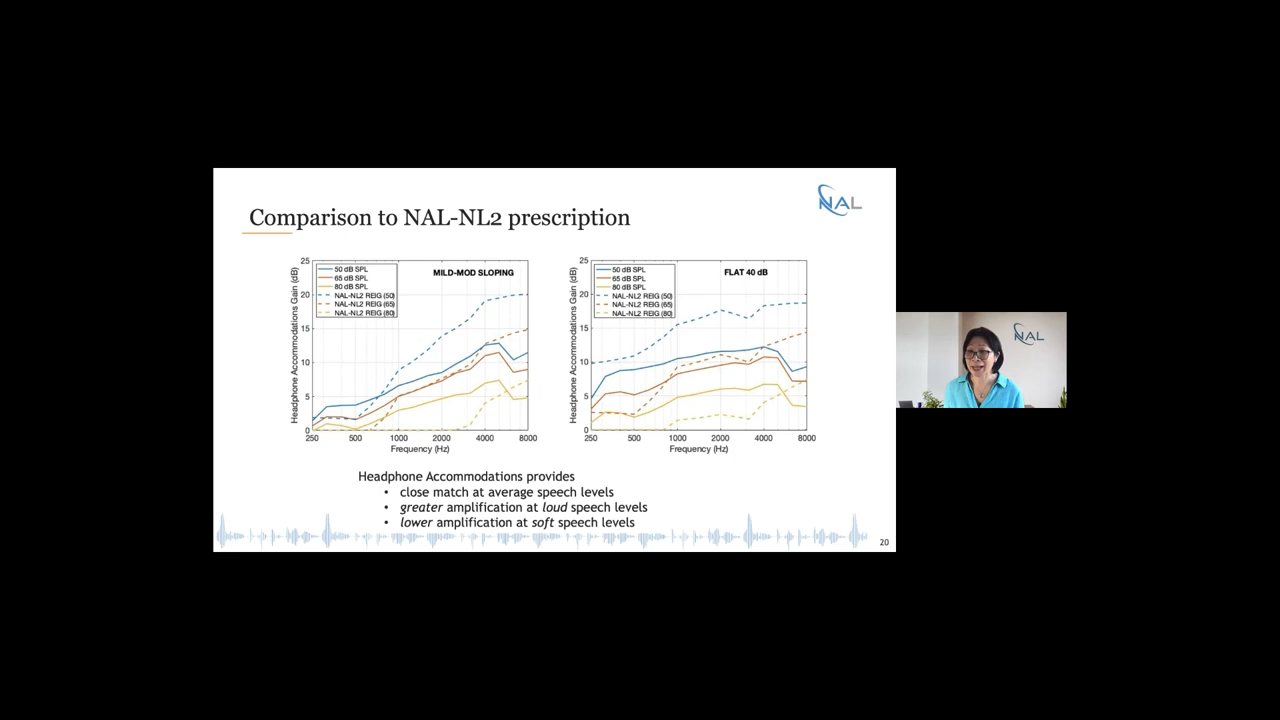 NAL
Comparison to NAL-NL2 prescription
Headphone Accommodations Gain (dB)
25
20
15
10
5
0
50 dB SPL
65 dB SPL
80 dB SPL
NAL-NL2 REIG (50)
NAL-NL2 REIG (65)
NAL-NL2 REIG (80)
MILD-MOD SLOPING
250 500 1000 2000 4000 8000
Frequency (Hz)
Headphone Accommodations Gain (dB)
25
20
15
10
5
0
50 dB SPL
65 dB SPL
80 dB SPL
NAL-NL2 REIG (50)
NAL-NL2 REIG (65)
NAL-NL2 REIG (80)
FLAT 40 dB
250 500 1000 2000 4000 8000
Frequency (Hz)
NAL
Headphone Accommodations provides
• close match at average speech levels
• greater amplification at loud speech levels
• lower amplification at soft speech levels
20